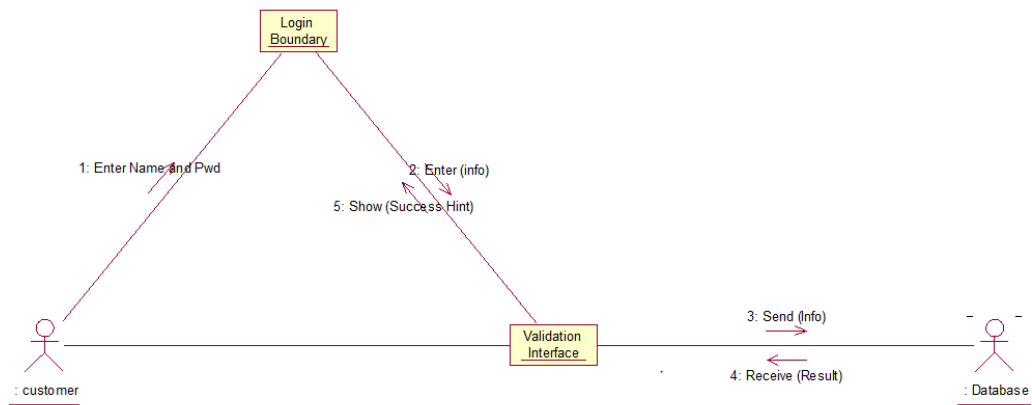 Login
Boundary
1: Enter Name and Pwd
2: Enter (info)
5: Show (Success Hint)
3: Send (Info)
Validation
Interface
4: Receive (Result)
: customer
: Database